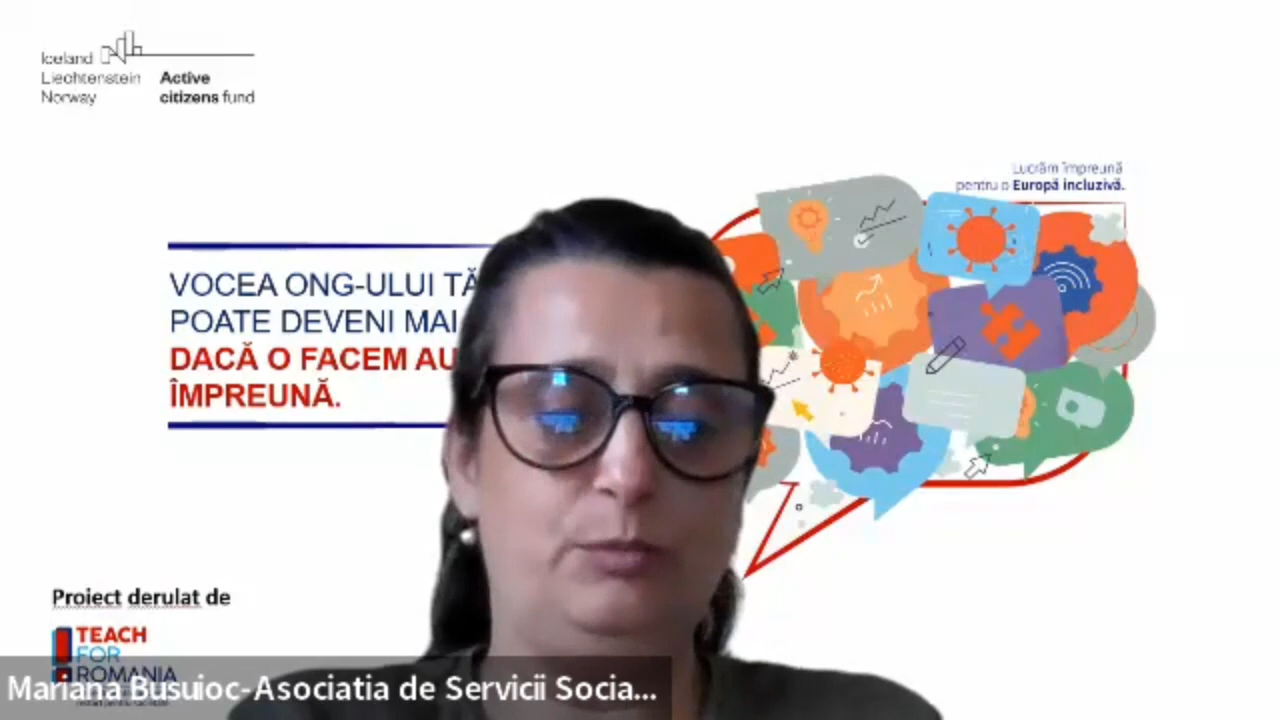 Iceland
Liechtenstein Active
Norway citizens fund
Lucrăm împreună
pentru o Europă incluzivă.
VOCEA ONG-ULUI TĂ
POATE DEVENI MAI
DACĂ O FACEM AU
ÎMPREUNĂ.
Proiect derulat de
TEACH
FOR
ROMANIA
Mariana Busuioc-Asociatia de Servicii Socia...